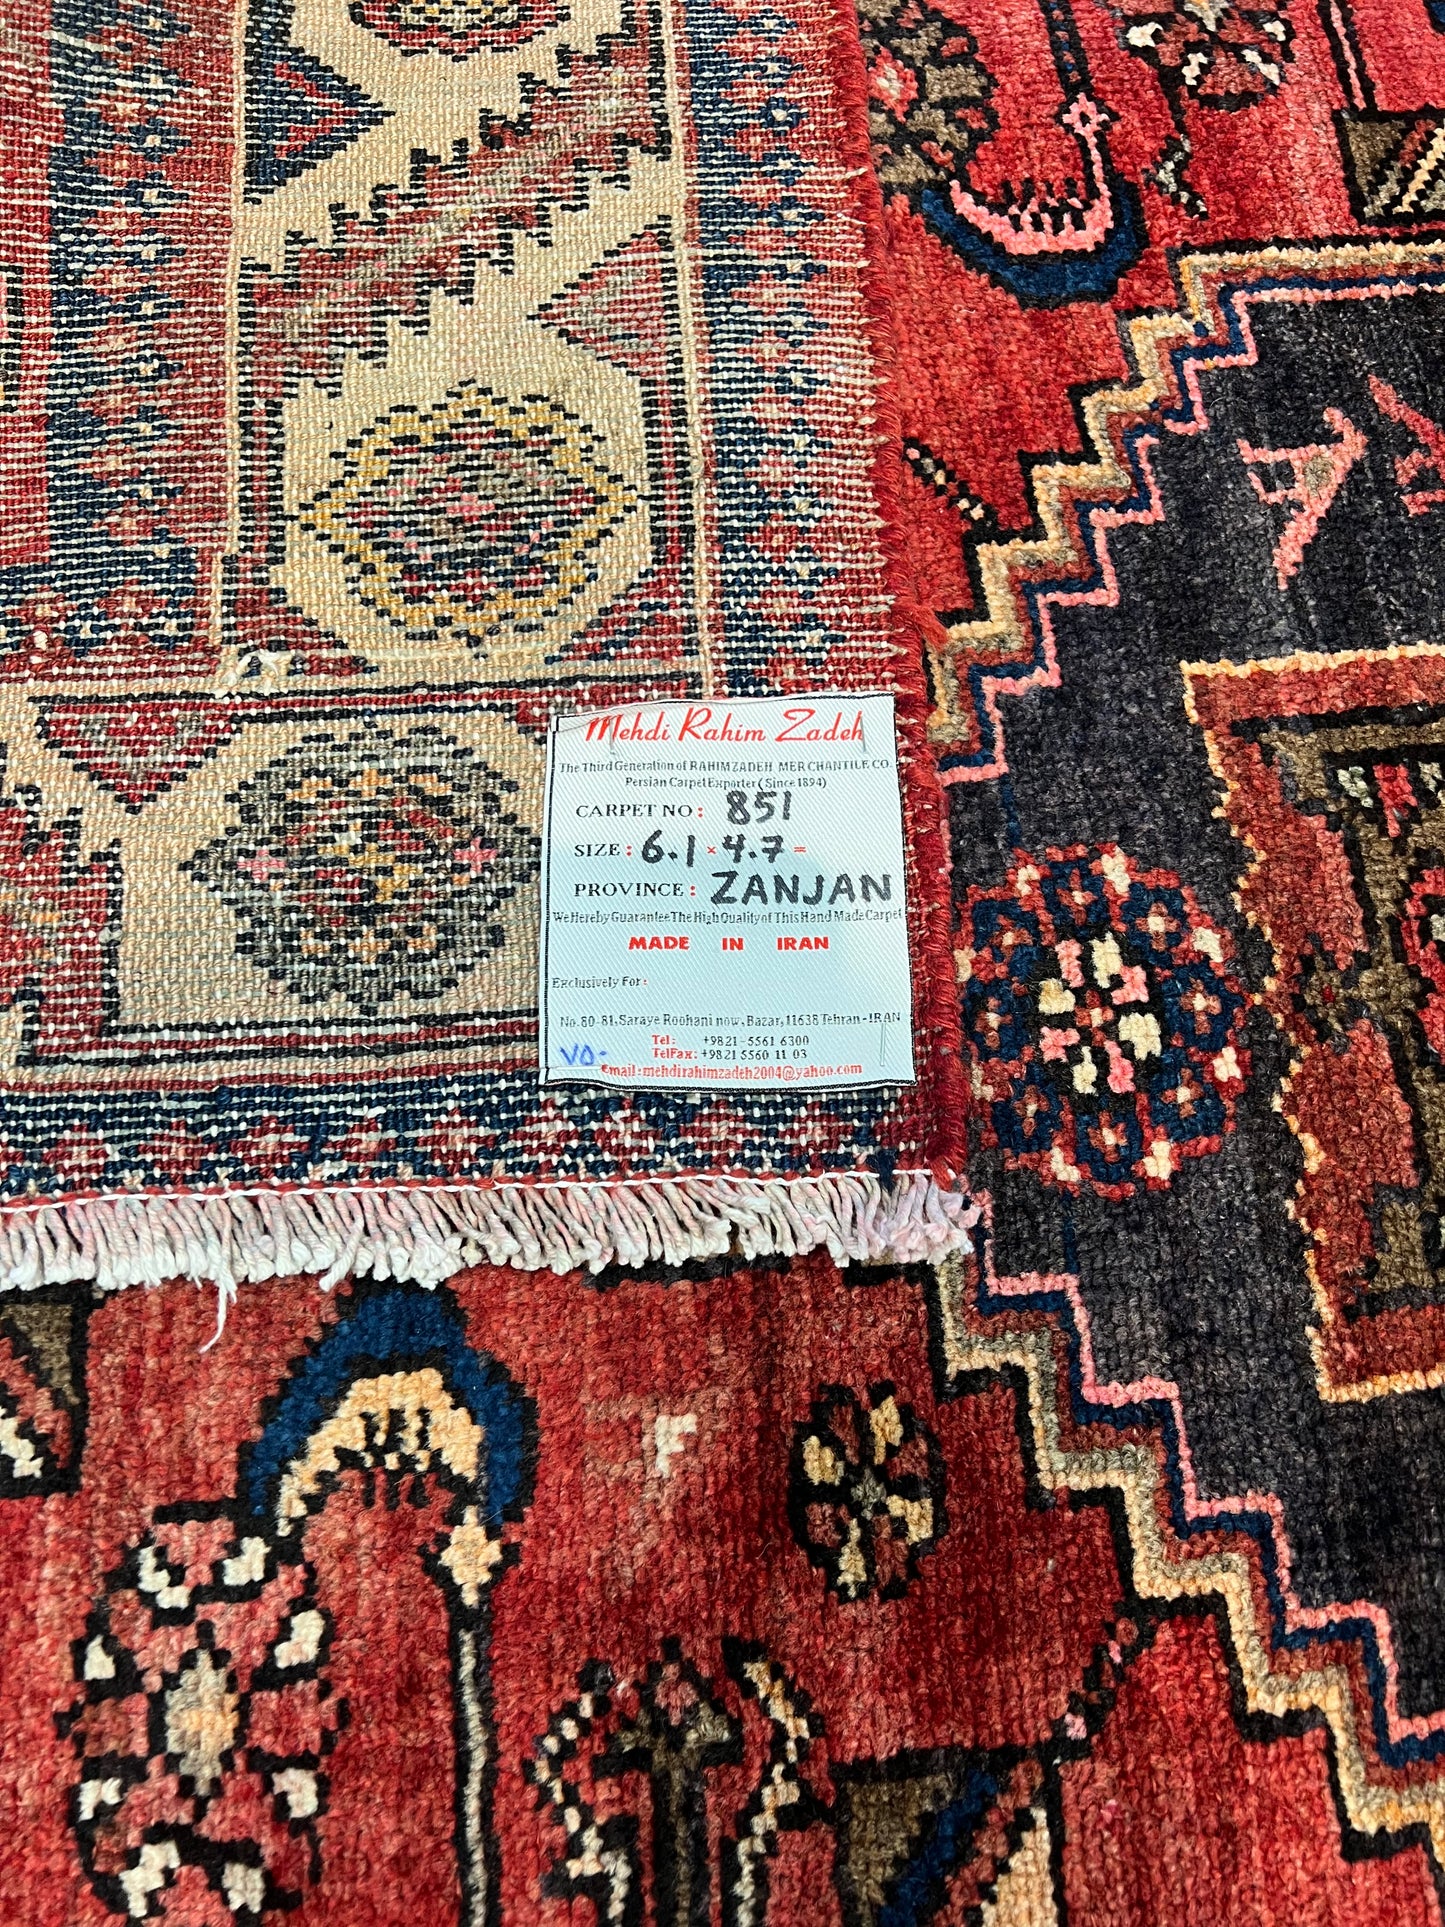 Mehdi Rahim Zadeh
The Third Generation of RAHIMZADEH MERCHANTILE CO.
Persian Carpet Exporter (Since 1894)
CARPET NO: 851
SIZE: 6.1 × 4.7 =
PROVINCE: ZANJAN
We Hereby Guarantee The High Quality of This Hand Made Carpet
MADE IN IRAN
Exclusively For:
No. 80-81, Saraye Roohani now, Bazar, 11638 Tehran - IRAN
Tel: +9821-5561 6300
TelFax: +9821 5560 11 03
email: mehdirahimzadeh2004@yahoo.com